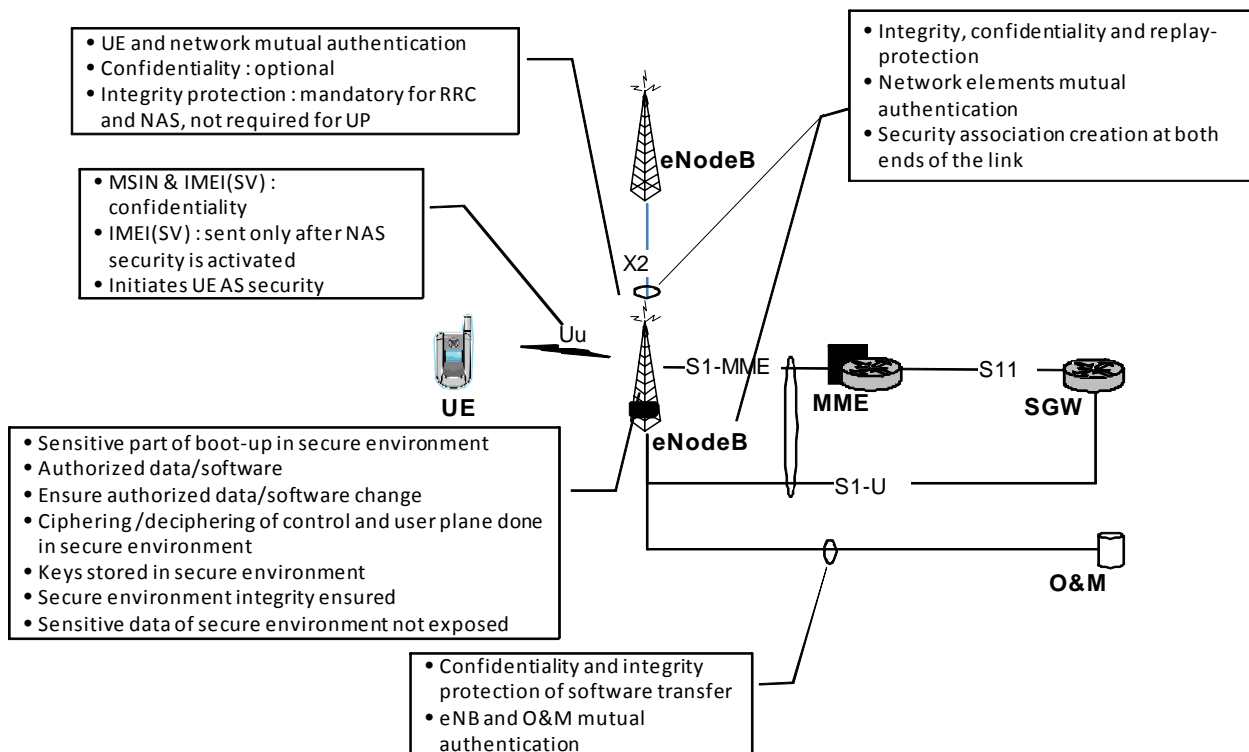 • UE and network mutual authentication
• Confidentiality : optional
• Integrity protection : mandatory for RRC
and NAS, not required for UP
• Integrity, confidentiality and replay-
protection
• Network elements mutual
authentication
• Security association creation at both
ends of the link
eNodeB
• MSIN & IMEI(SV) :
confidentiality
• IMEI(SV) : sent only after NAS
security is activated
• Initiates UE AS security
X2
Uu
UE
eNodeB
S1-MME
MME
S11
SGW
S1-U
O&M
• Sensitive part of boot-up in secure environment
• Authorized data/software
• Ensure authorized data/software change
• Ciphering /deciphering of control and user plane done
in secure environment
• Keys stored in secure environment
• Secure environment integrity ensured
• Sensitive data of secure environment not exposed
• Confidentiality and integrity
protection of software transfer
• eNB and O&M mutual
authentication